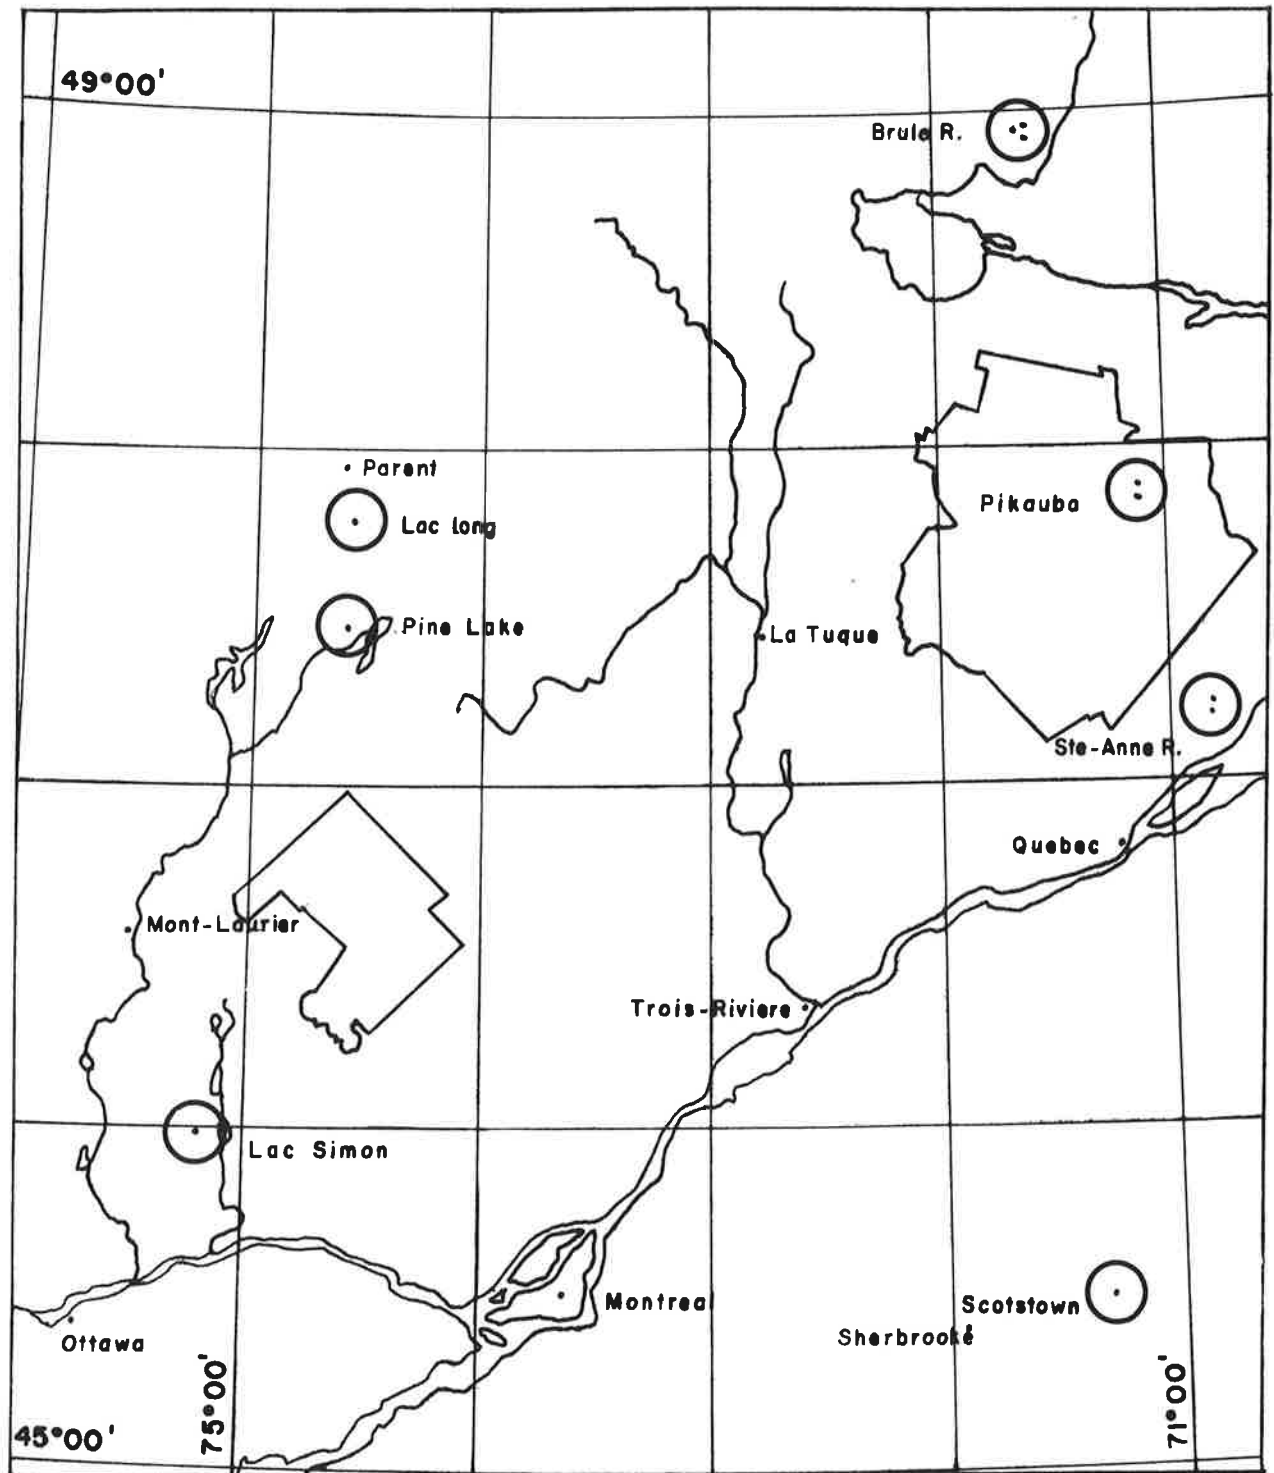 49°00'
Brule R.
Parent
Lac long
Pikauba
Pine Lake
La Tuque
Ste-Anne R.
Quebec
Mont-Laurier
Trois-Riviere
Lac Simon
Montreal
Scotstown
Sherbrooke
Ottawa
75°00'
71°00'
45°00'